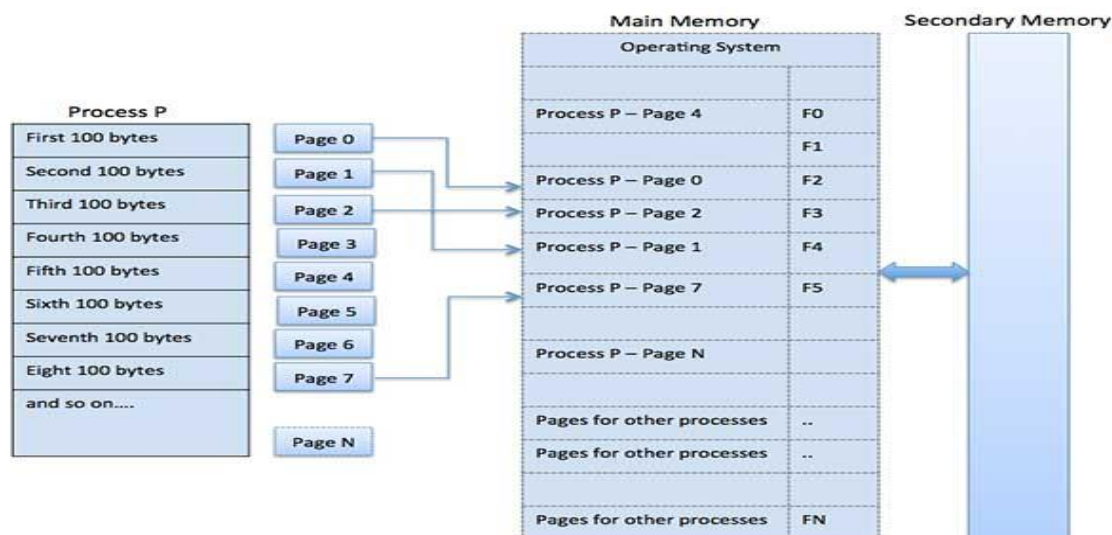 Main Memory
Secondary Memory
Operating System
Process P
First 100 bytes
Second 100 bytes
Third 100 bytes
Fourth 100 bytes
Fifth 100 bytes
Sixth 100 bytes
Seventh 100 bytes
Eight 100 bytes
and so on....
Page 0
Page 1
Page 2
Page 3
Page 4
Page 5
Page 6
Page 7
Page N
Process P – Page 4 F0
F1
Process P – Page 0 F2
Process P – Page 2 F3
Process P – Page 1 F4
Process P – Page 7 F5
Process P – Page N
Pages for other processes ..
Pages for other processes ..
Pages for other processes FN